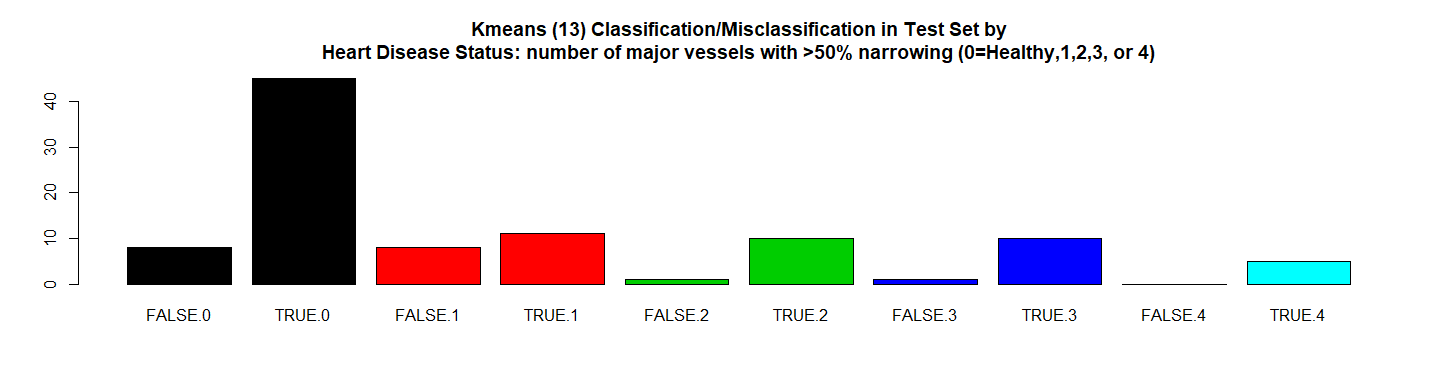 Kmeans (13) Classification/Misclassification in Test Set by
Heart Disease Status: number of major vessels with >50% narrowing (0=Healthy,1,2,3, or 4)
40
30
20
10
0
FALSE.0 TRUE.0 FALSE.1 TRUE.1 FALSE.2 TRUE.2 FALSE.3 TRUE.3 FALSE.4 TRUE.4